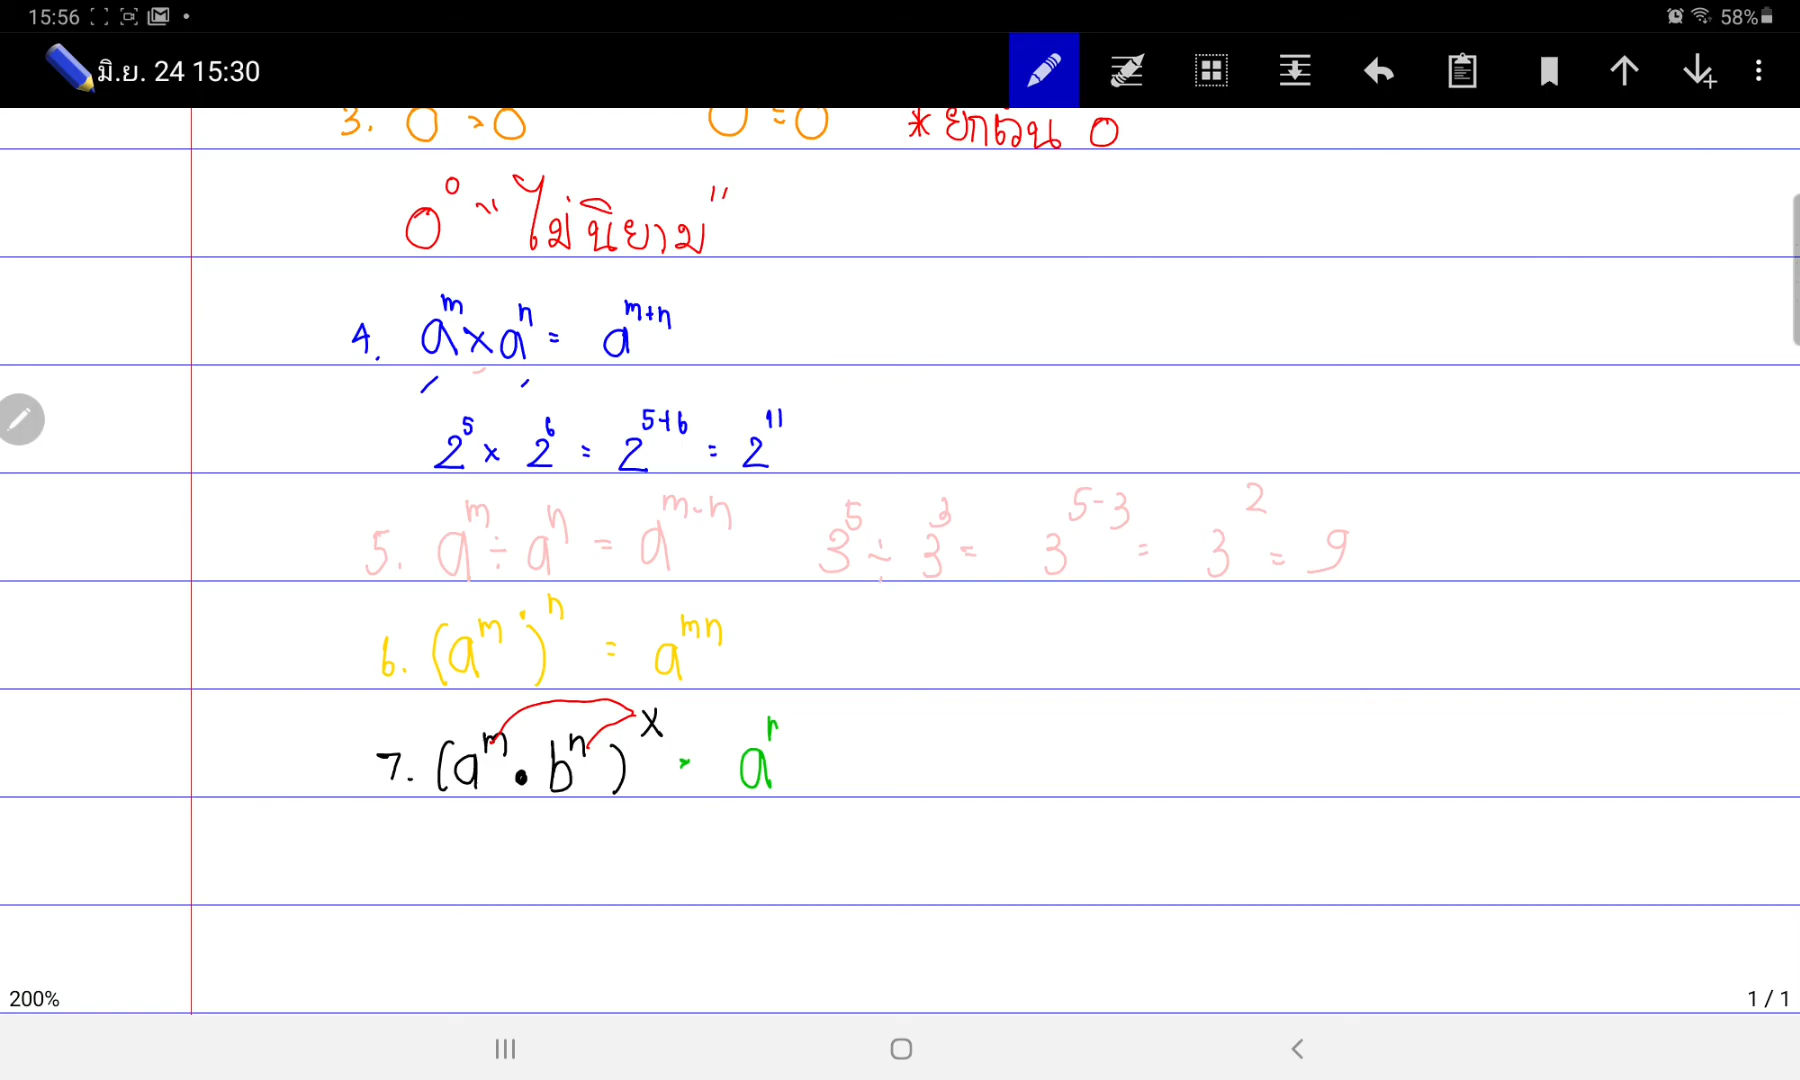 15:56 58%
มิ.ย. 24 15:30
3. 0 = 0 0 = 0 * ยกเว้น 0
0⁰ = "ไม่นิยาม"
4. aᵐ × aⁿ = aᵐ⁺ⁿ
2⁵ × 2⁶ = 2⁵⁺⁶ = 2¹¹
5. aᵐ ÷ aⁿ = aᵐ⁻ⁿ 3⁵ ÷ 3³ = 3⁵⁻³ = 3² = 9
6. (aᵐ)ⁿ = aᵐⁿ
7. (aᵐ • bⁿ)ˣ = a
200% 1 / 1